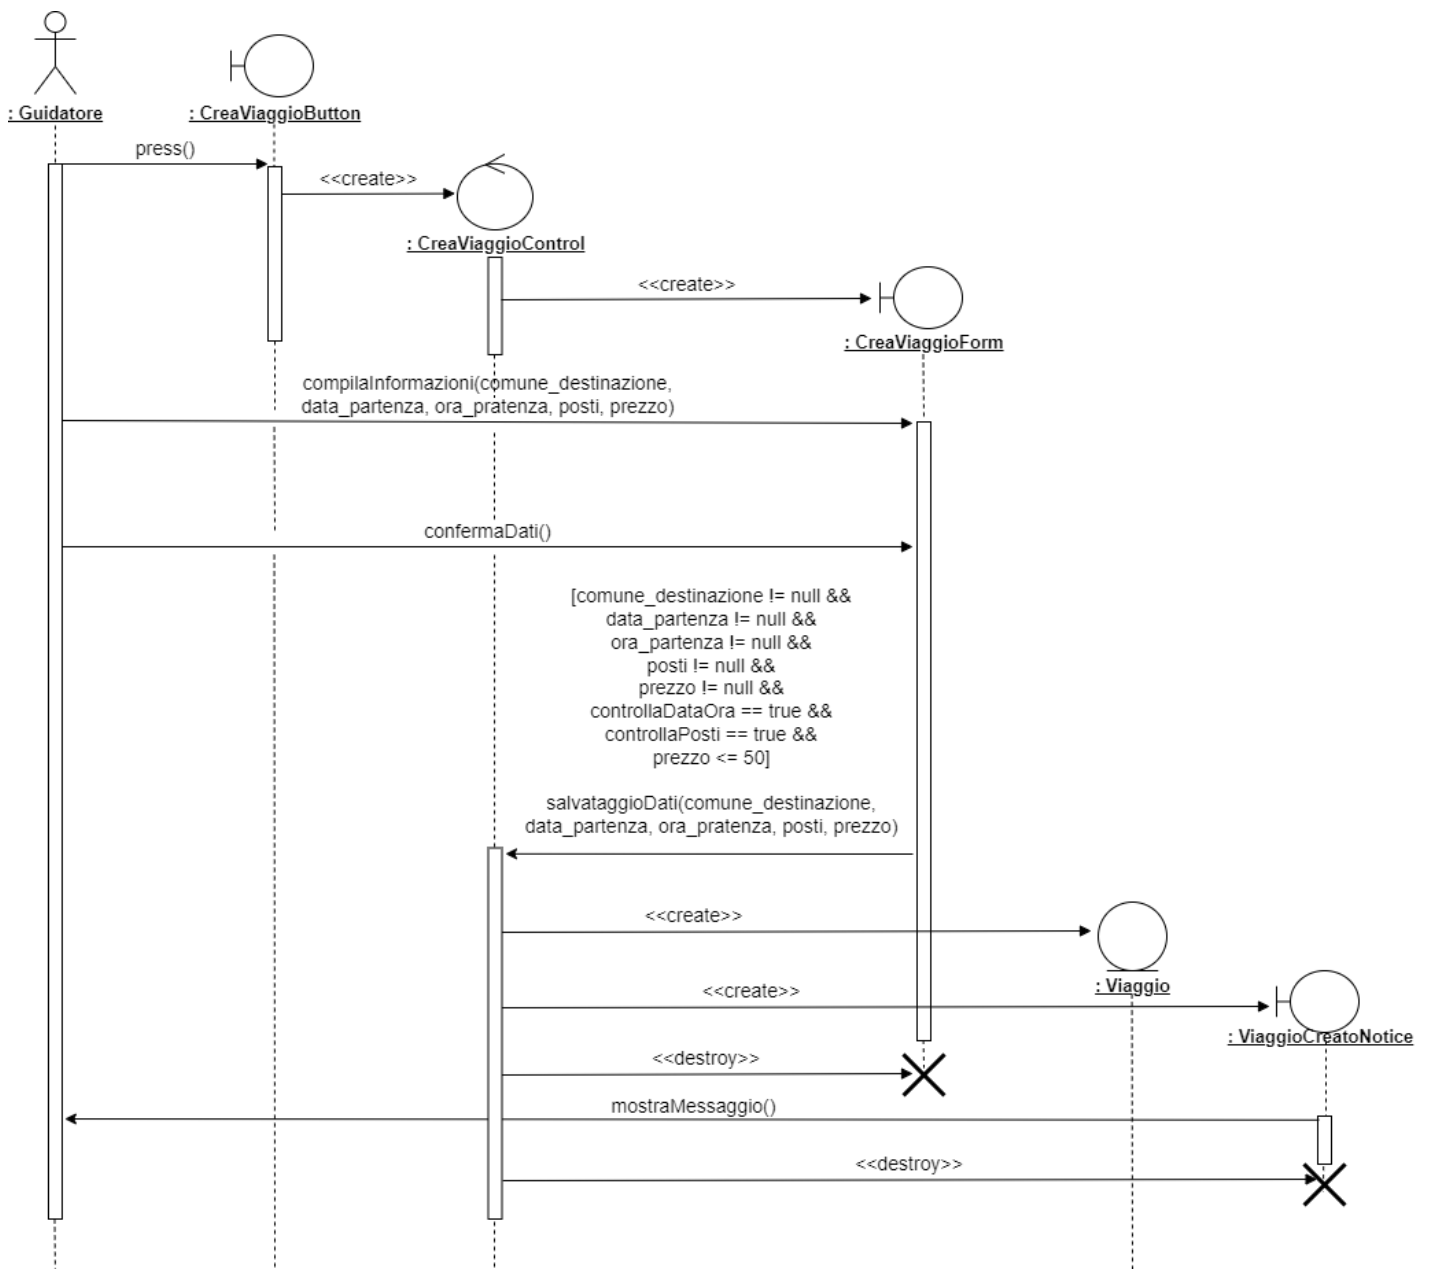 : Guidatore
: CreaViaggioButton
press()
<<create>>
: CreaViaggioControl
<<create>>
: CreaViaggioForm
compilaInformazioni(comune_destinazione,
data_partenza, ora_pratenza, posti, prezzo)
confermaDati()
[comune_destinazione != null &&
data_partenza != null &&
ora_partenza != null &&
posti != null &&
prezzo != null &&
controllaDataOra == true &&
controllaPosti == true &&
prezzo <= 50]
salvataggioDati(comune_destinazione,
data_partenza, ora_pratenza, posti, prezzo)
<<create>>
: Viaggio
<<create>>
: ViaggioCreatoNotice
<<destroy>>
mostraMessaggio()
<<destroy>>